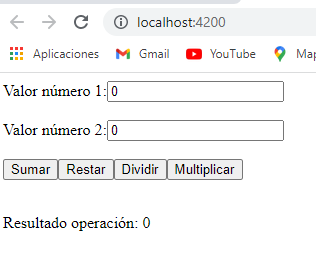 localhost:4200
Aplicaciones Gmail YouTube Map
Valor número 1: 0
Valor número 2: 0
Sumar Restar Dividir Multiplicar
Resultado operación: 0